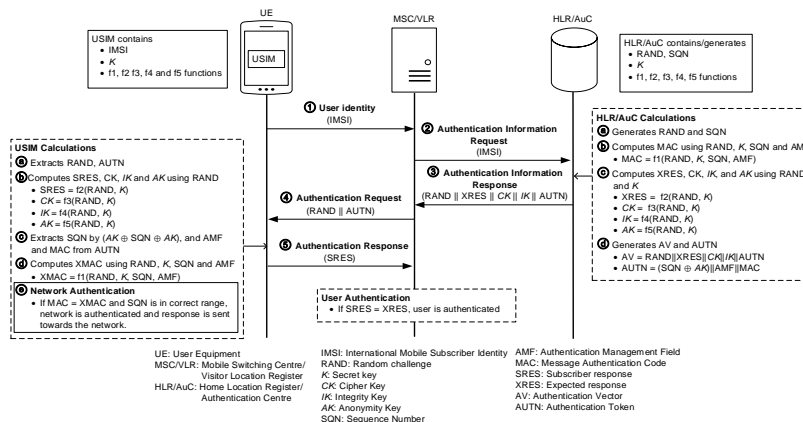 UE
MSC/VLR
HLR/AuC
USIM contains
• IMSI
• K
• f1, f2 f3, f4 and f5 functions
USIM
HLR/AuC contains/generates
• RAND, SQN
• K
• f1, f2, f3, f4, f5 functions
1 User identity
(IMSI)
2 Authentication Information
Request
(IMSI)
3 Authentication Information
Response
(RAND || XRES || CK || IK || AUTN)
4 Authentication Request
(RAND || AUTN)
5 Authentication Response
(SRES)
USIM Calculations
a Extracts RAND, AUTN
b Computes SRES, CK, IK and AK using RAND
• SRES = f2(RAND, K)
• CK = f3(RAND, K)
• IK = f4(RAND, K)
• AK = f5(RAND, K)
c Extracts SQN by (AK ⊕ SQN ⊕ AK), and AMF
and MAC from AUTN
d Computes XMAC using RAND, K, SQN and AMF
• XMAC = f1(RAND, K, SQN, AMF)
e Network Authentication
• If MAC = XMAC and SQN is in correct range,
network is authenticated and response is sent
towards the network.
HLR/AuC Calculations
a Generates RAND and SQN
b Computes MAC using RAND, K, SQN and AMF
• MAC = f1(RAND, K, SQN, AMF)
c Computes XRES, CK, IK, and AK using RAND
and K
• XRES = f2(RAND, K)
• CK = f3(RAND, K)
• IK = f4(RAND, K)
• AK = f5(RAND, K)
d Generates AV and AUTN
• AV = RAND||XRES||CK||IK||AUTN
• AUTN = (SQN ⊕ AK)||AMF||MAC
User Authentication
• If SRES = XRES, user is authenticated
UE: User Equipment
MSC/VLR: Mobile Switching Centre/
Visitor Location Register
HLR/AuC: Home Location Register/
Authentication Centre
IMSI: International Mobile Subscriber Identity
RAND: Random challenge
K: Secret key
CK: Cipher Key
IK: Integrity Key
AK: Anonymity Key
SQN: Sequence Number
AMF: Authentication Management Field
MAC: Message Authentication Code
SRES: Subscriber response
XRES: Expected response
AV: Authentication Vector
AUTN: Authentication Token